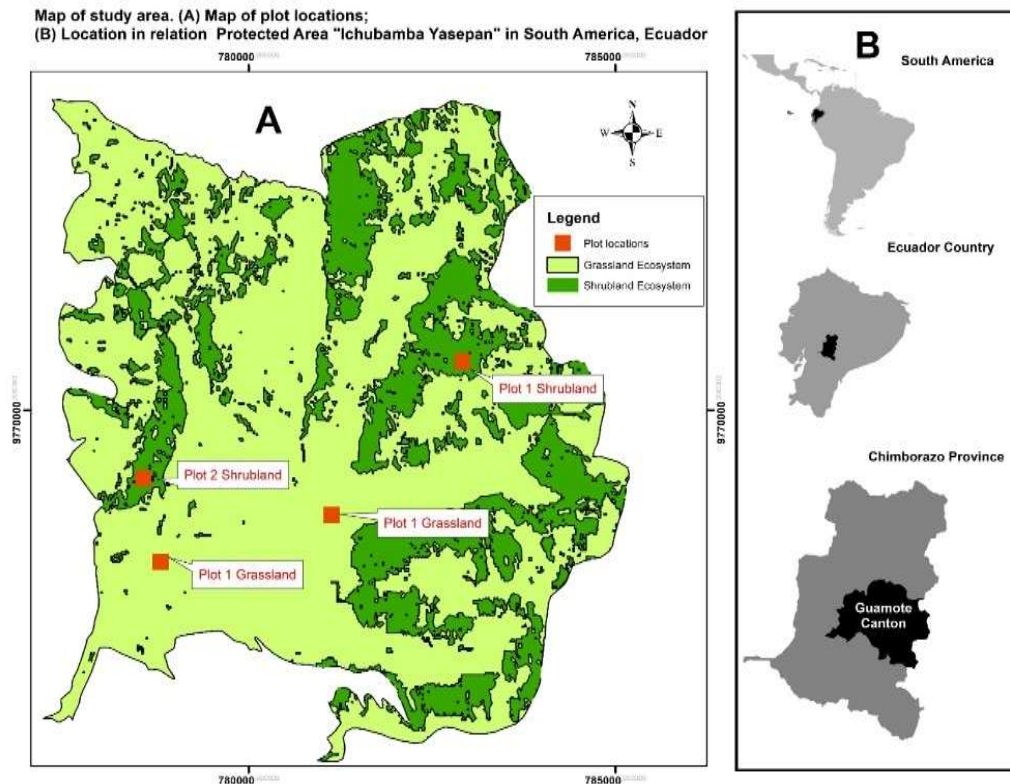 Map of study area. (A) Map of plot locations;
(B) Location in relation Protected Area "Ichubamba Yasepan" in South America, Ecuador
780000
785000
A
N
W
E
S
Legend
Plot locations
Grassland Ecosystem
Shrubland Ecosystem
Plot 1 Shrubland
9770000
9770000
Plot 2 Shrubland
Plot 1 Grassland
Plot 1 Grassland
780000
785000
B
South America
Ecuador Country
Chimborazo Province
Guamote
Canton